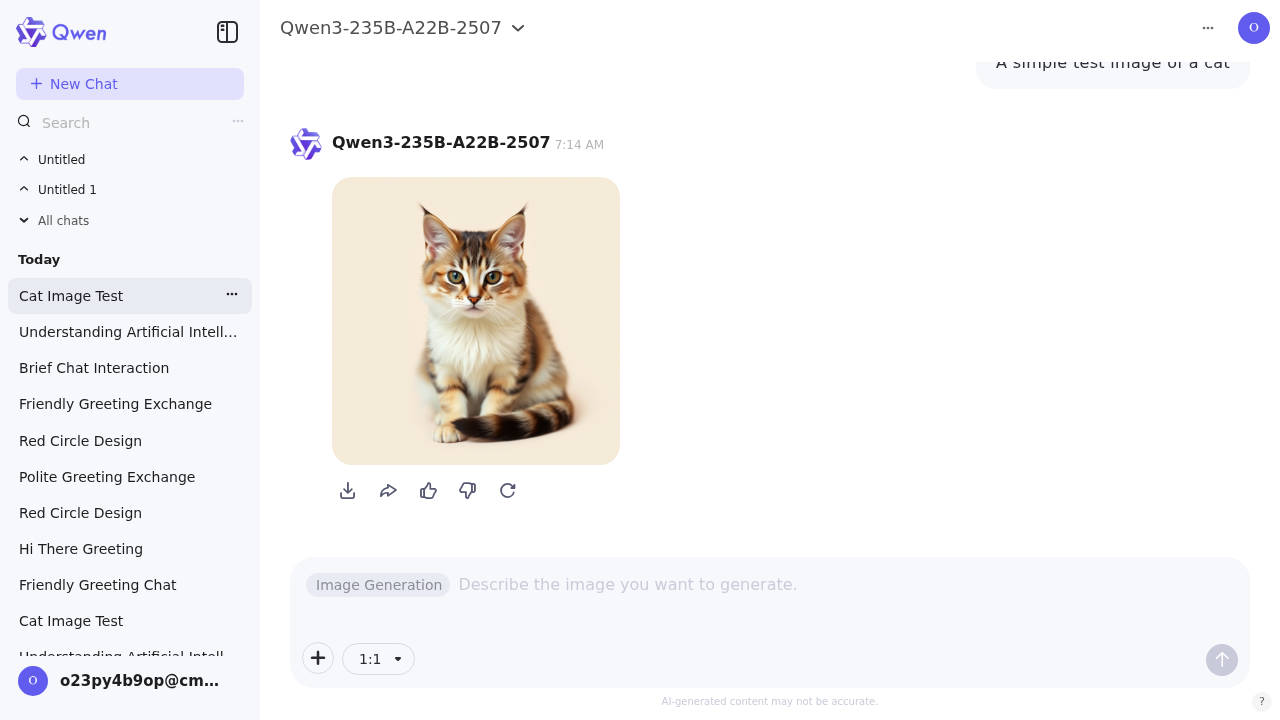 Qwen
New Chat
Search
Untitled
Untitled 1
All chats
Today
Cat Image Test
Understanding Artificial Intell...
Brief Chat Interaction
Friendly Greeting Exchange
Red Circle Design
Polite Greeting Exchange
Red Circle Design
Hi There Greeting
Friendly Greeting Chat
Cat Image Test
Understanding Artificial Intell
O
o23py4b9op@cm...
Qwen3-235B-A22B-2507
O
A simple test image of a cat
Qwen3-235B-A22B-2507 7:14 AM
Image Generation Describe the image you want to generate.
1:1
AI-generated content may not be accurate.
?